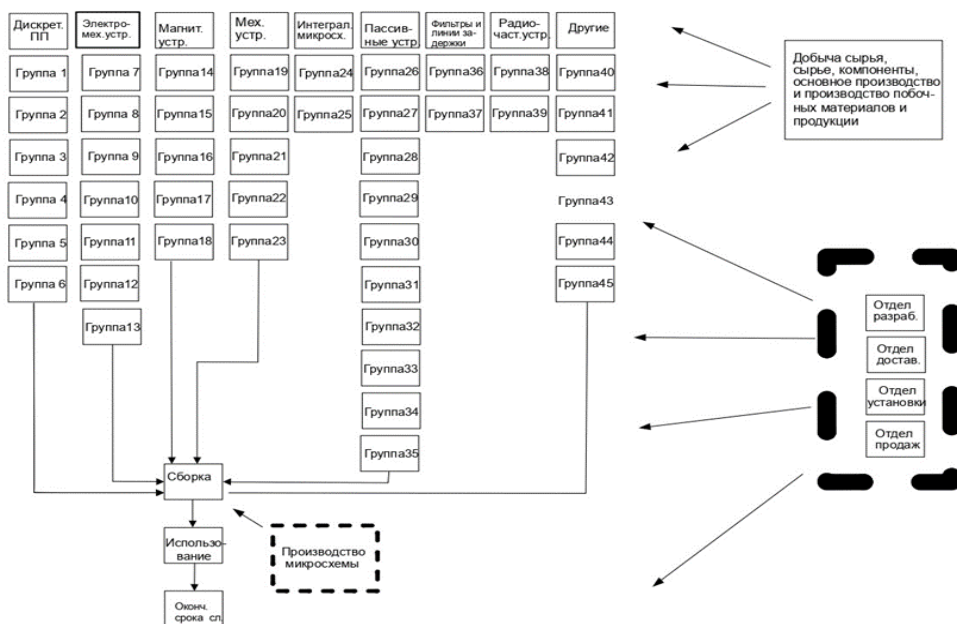 Дискрет.
ПП
Электро-
мех.устр.
Магнит.
устр.
Мех.
устр.
Интеграл.
микросх.
Пассив-
ные устр.
Фильтры и
линии за-
держки
Радио-
част.устр.
Другие
Группа 1
Группа 7
Группа14
Группа19
Группа24
Группа26
Группа36
Группа38
Группа40
Группа 2
Группа 8
Группа15
Группа20
Группа25
Группа27
Группа37
Группа39
Группа41
Группа 3
Группа 9
Группа16
Группа21
Группа28
Группа42
Группа 4
Группа10
Группа17
Группа22
Группа29
Группа43
Группа 5
Группа11
Группа18
Группа23
Группа30
Группа44
Группа 6
Группа12
Группа31
Группа45
Группа13
Группа32
Группа33
Группа34
Группа35
Добыча сырья,
сырье, компоненты,
основное производство
и производство побоч-
ных материалов и
продукции
Отдел
разраб.
Отдел
достав.
Отдел
установки
Отдел
продаж
Сборка
Использо-
вание
Производство
микросхемы
Оконч.
срока сл.